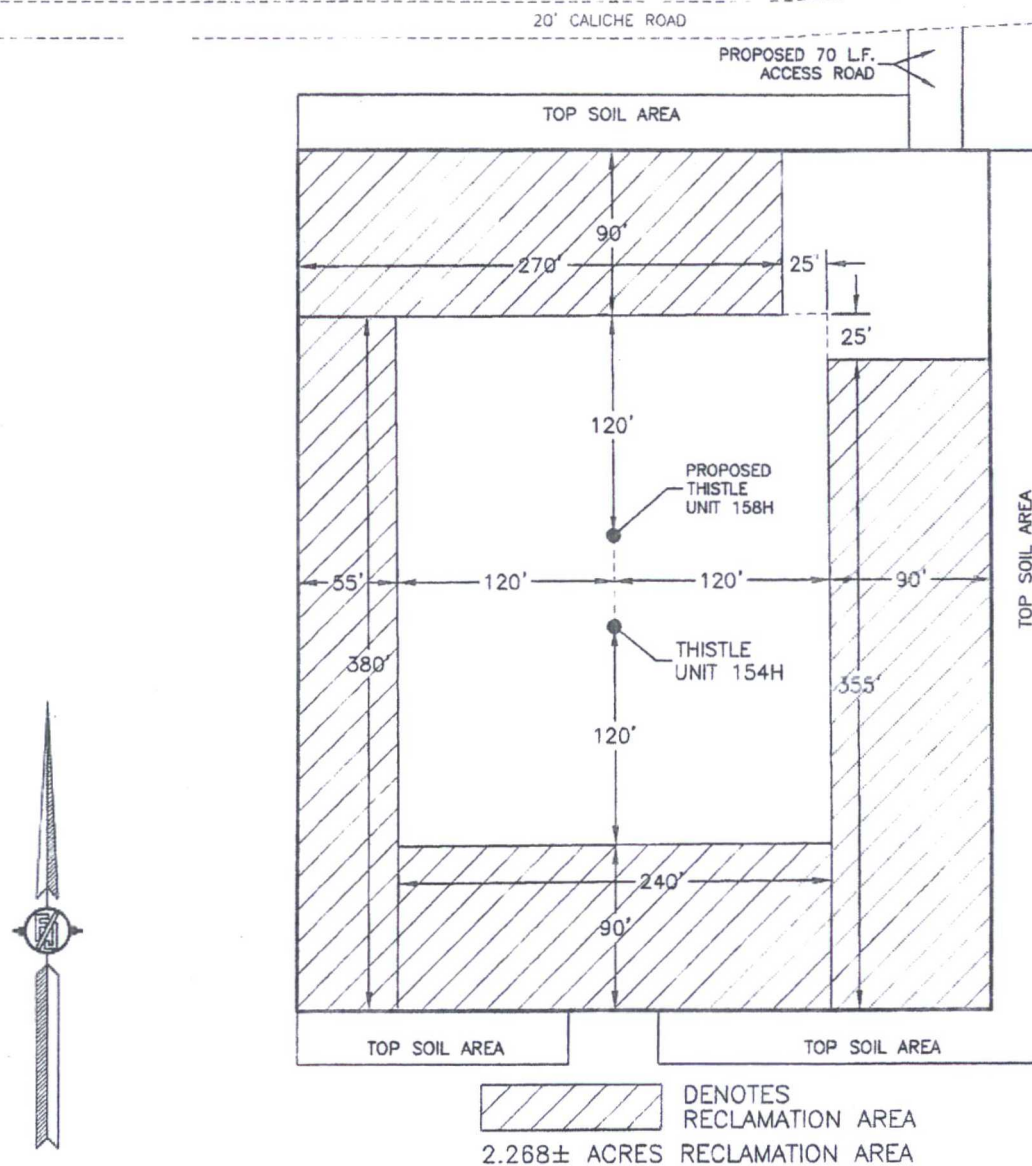 20' CALICHE ROAD
PROPOSED 70 L.F.
ACCESS ROAD
TOP SOIL AREA
90'
270'
25'
25'
120'
PROPOSED
THISTLE
UNIT 158H
55'
120'
120'
90'
TOP SOIL AREA
THISTLE
UNIT 154H
380'
355'
120'
240'
90'
TOP SOIL AREA
TOP SOIL AREA
DENOTES
RECLAMATION AREA
2.268± ACRES RECLAMATION AREA